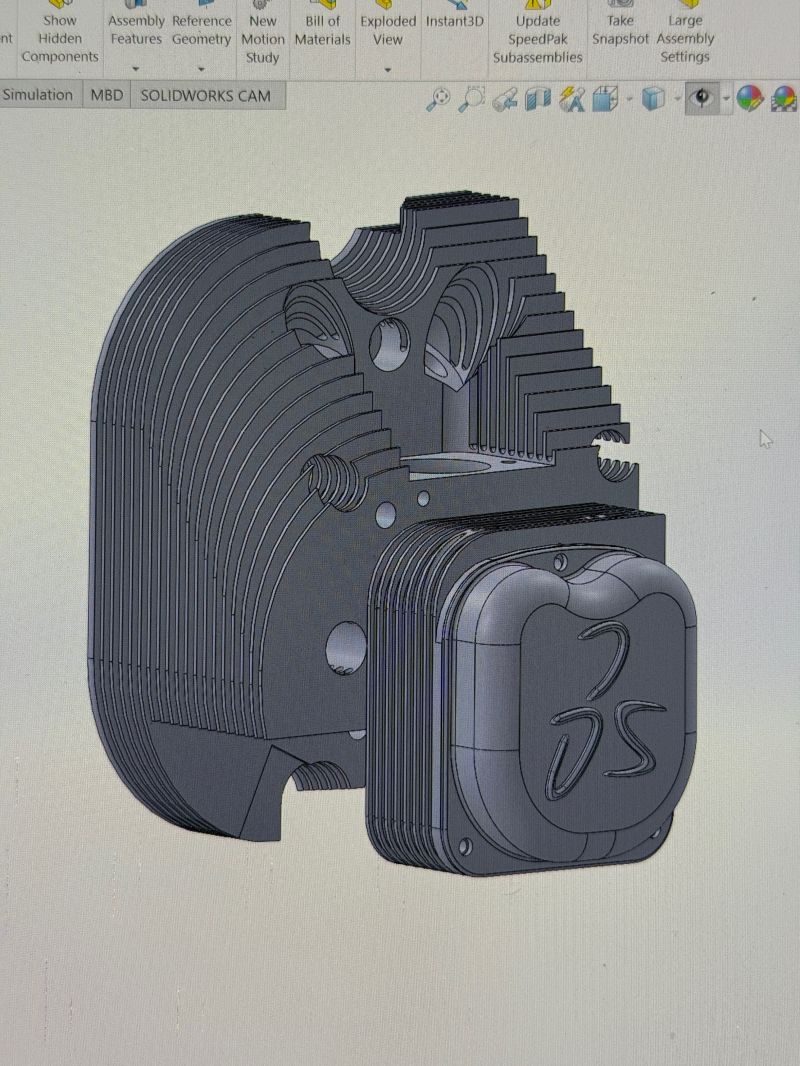 nt
Show
Hidden
Components
Assembly
Features
Reference
Geometry
New
Motion
Study
Bill of
Materials
Exploded
View
Instant3D
Update
SpeedPak
Subassemblies
Take
Snapshot
Large
Assembly
Settings
Simulation
MBD
SOLIDWORKS CAM